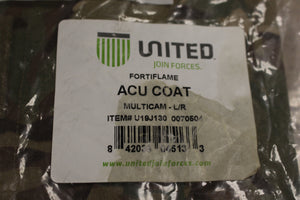 UNITED
JOIN FORCES.
FORTIFLAME
ACU COAT
MULTICAM - L/R
ITEM# U19J130 0070504
www.unitedjoinforces.com